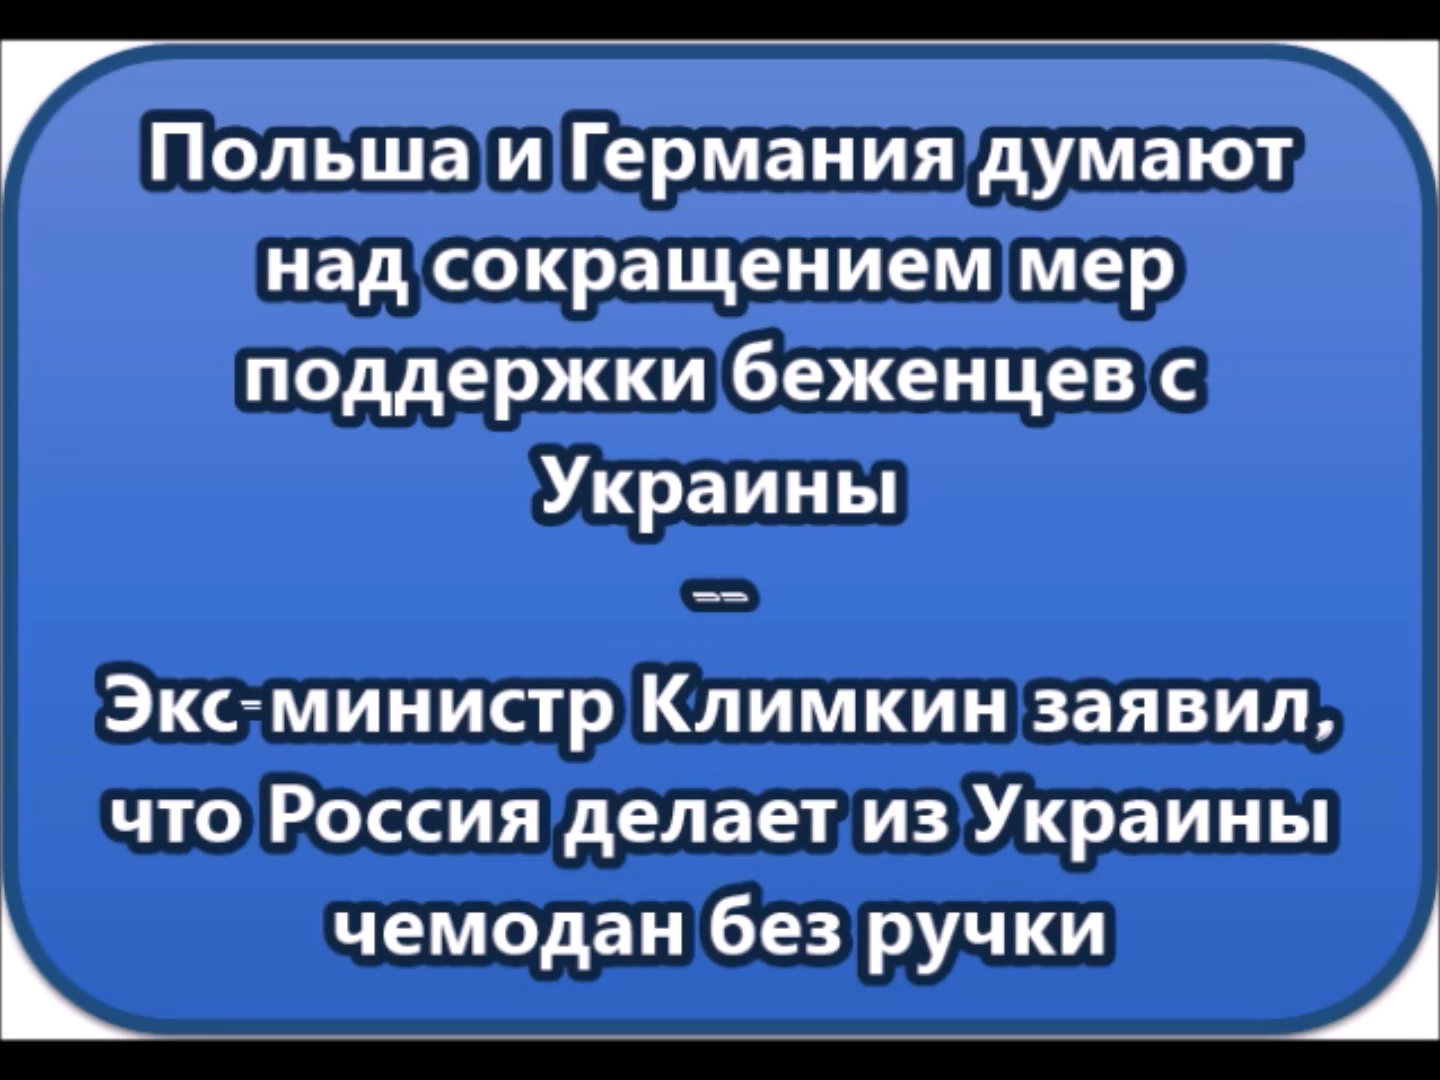 Польша и Германия думают
над сокращением мер
поддержки беженцев с
Украины
--
Экс-министр Климкин заявил,
что Россия делает из Украины
чемодан без ручки